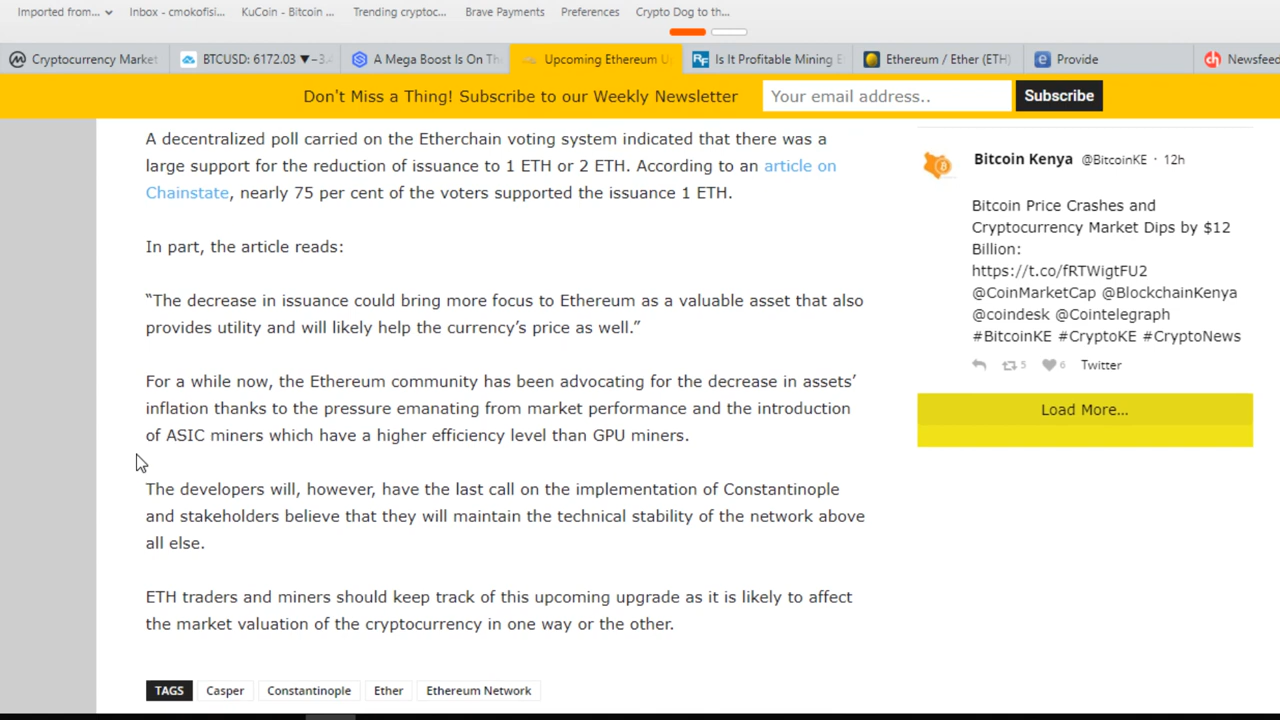 Imported from...
Inbox - cmokofisi...
KuCoin - Bitcoin ...
Trending cryptoc...
Brave Payments
Preferences
Crypto Dog to th...
Cryptocurrency Market
BTCUSD: 6172.03 ▼−3.
A Mega Boost Is On Th
Upcoming Ethereum U
RF
Is It Profitable Mining E
Ethereum / Ether (ETH)
Provide
Newsfeed
Don't Miss a Thing! Subscribe to our Weekly Newsletter
Your email address..
Subscribe
A decentralized poll carried on the Etherchain voting system indicated that there was a
large support for the reduction of issuance to 1 ETH or 2 ETH. According to an article on
Chainstate, nearly 75 per cent of the voters supported the issuance 1 ETH.
In part, the article reads:
“The decrease in issuance could bring more focus to Ethereum as a valuable asset that also
provides utility and will likely help the currency’s price as well.”
For a while now, the Ethereum community has been advocating for the decrease in assets’
inflation thanks to the pressure emanating from market performance and the introduction
of ASIC miners which have a higher efficiency level than GPU miners.
The developers will, however, have the last call on the implementation of Constantinople
and stakeholders believe that they will maintain the technical stability of the network above
all else.
ETH traders and miners should keep track of this upcoming upgrade as it is likely to affect
the market valuation of the cryptocurrency in one way or the other.
TAGS
Casper
Constantinople
Ether
Ethereum Network
Bitcoin Kenya @BitcoinKE · 12h
Bitcoin Price Crashes and
Cryptocurrency Market Dips by $12
Billion:
https://t.co/fRTWigtFU2
@CoinMarketCap @BlockchainKenya
@coindesk @Cointelegraph
#BitcoinKE #CryptoKE #CryptoNews
5
6
Twitter
Load More...